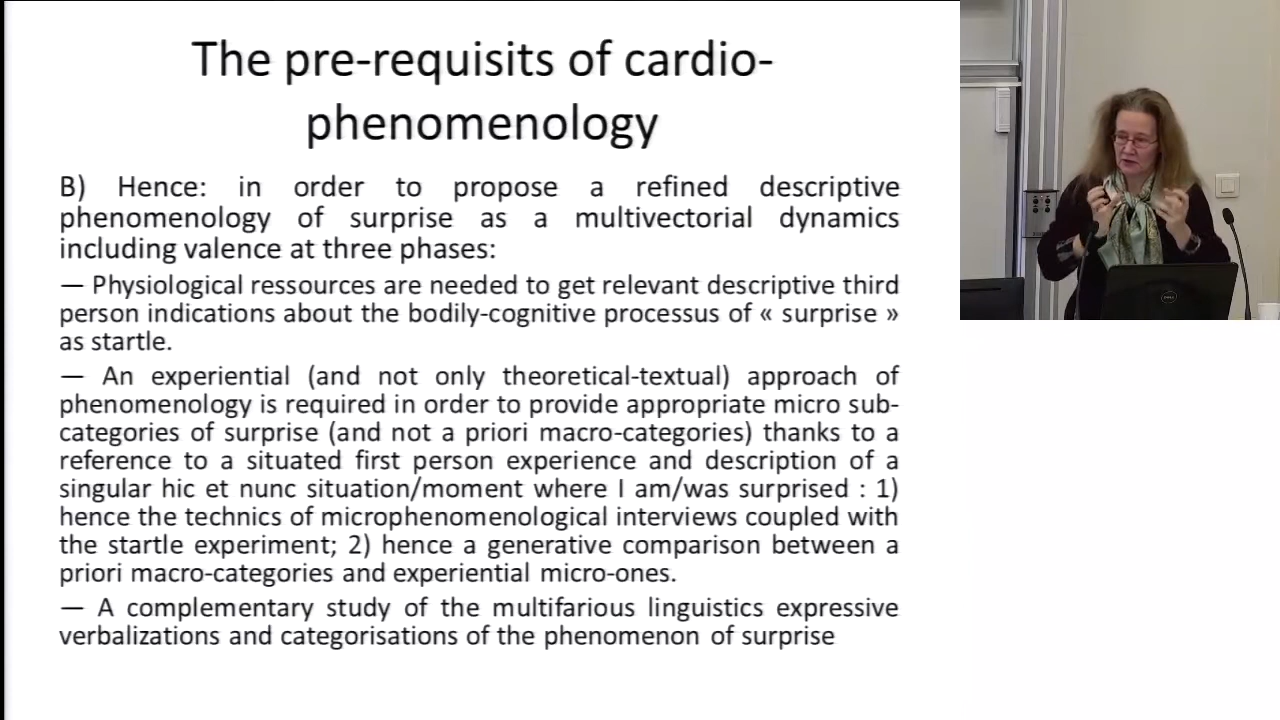 The pre-requisits of cardio-
phenomenology
B) Hence: in order to propose a refined descriptive
phenomenology of surprise as a multivectorial dynamics
including valence at three phases:
— Physiological ressources are needed to get relevant descriptive third
person indications about the bodily-cognitive processus of « surprise »
as startle.
— An experiential (and not only theoretical-textual) approach of
phenomenology is required in order to provide appropriate micro sub-
categories of surprise (and not a priori macro-categories) thanks to a
reference to a situated first person experience and description of a
singular hic et nunc situation/moment where I am/was surprised : 1)
hence the technics of microphenomenological interviews coupled with
the startle experiment; 2) hence a generative comparison between a
priori macro-categories and experiential micro-ones.
— A complementary study of the multifarious linguistics expressive
verbalizations and categorisations of the phenomenon of surprise
DELL